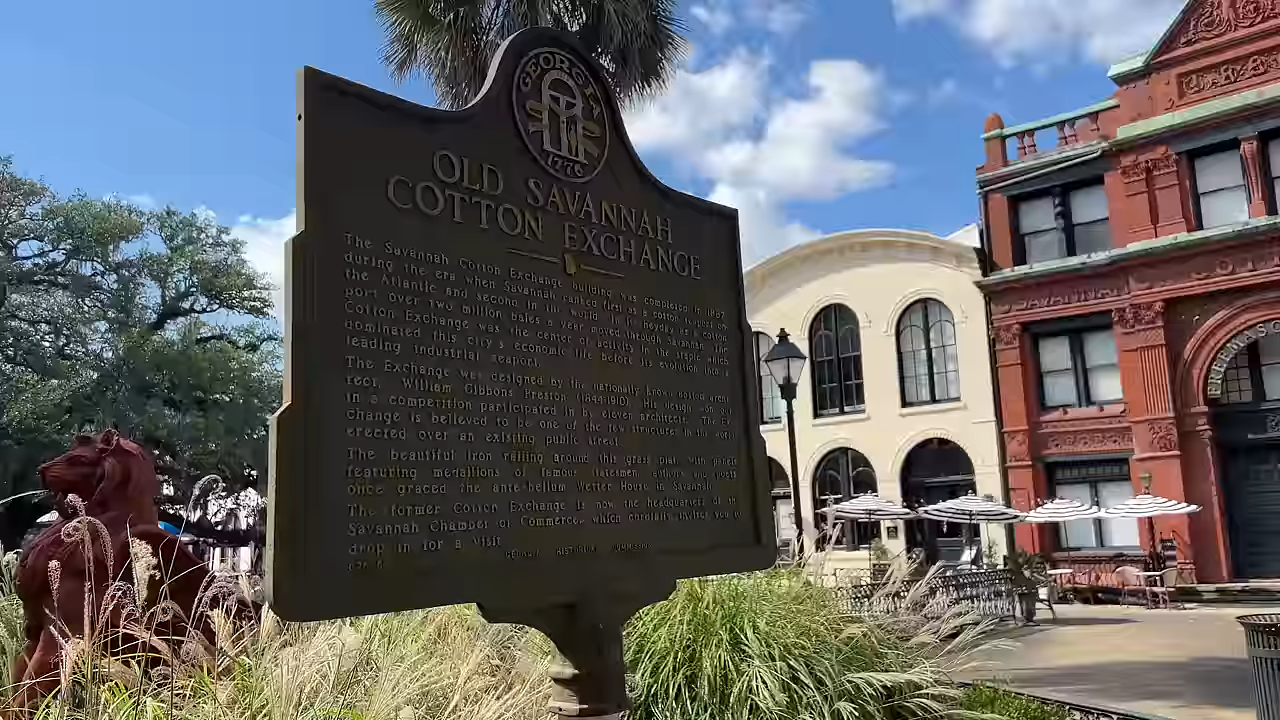 GEORGIA
1776
OLD SAVANNAH
COTTON EXCHANGE
The Savannah Cotton Exchange building was completed in 1887
during the era when Savannah ranked first as a cotton seaport on
the Atlantic and second in the world. In its heyday as a cotton
port over two million bales a year moved through Savannah. The
Cotton Exchange was the center of activity in the staple which
dominated this city's economic life before its evolution into a
leading industrial seaport.
The Exchange was designed by the nationally known Boston archi-
tect, William Gibbons Preston (1844-1910). His design won out
in a competition participated in by eleven architects. The Ex-
change is believed to be one of the few structures in the world
erected over an existing public street.
The beautiful iron railing around this grass plat, with panels
featuring medallions of famous statesmen, authors, poets
once graced the ante-bellum Wetter House in Savannah.
The former Cotton Exchange is now the headquarters of the
Savannah Chamber of Commerce, which cordially invites you to
drop in for a visit.
GEORGIA HISTORICAL COMMISSION
SAVANNAH